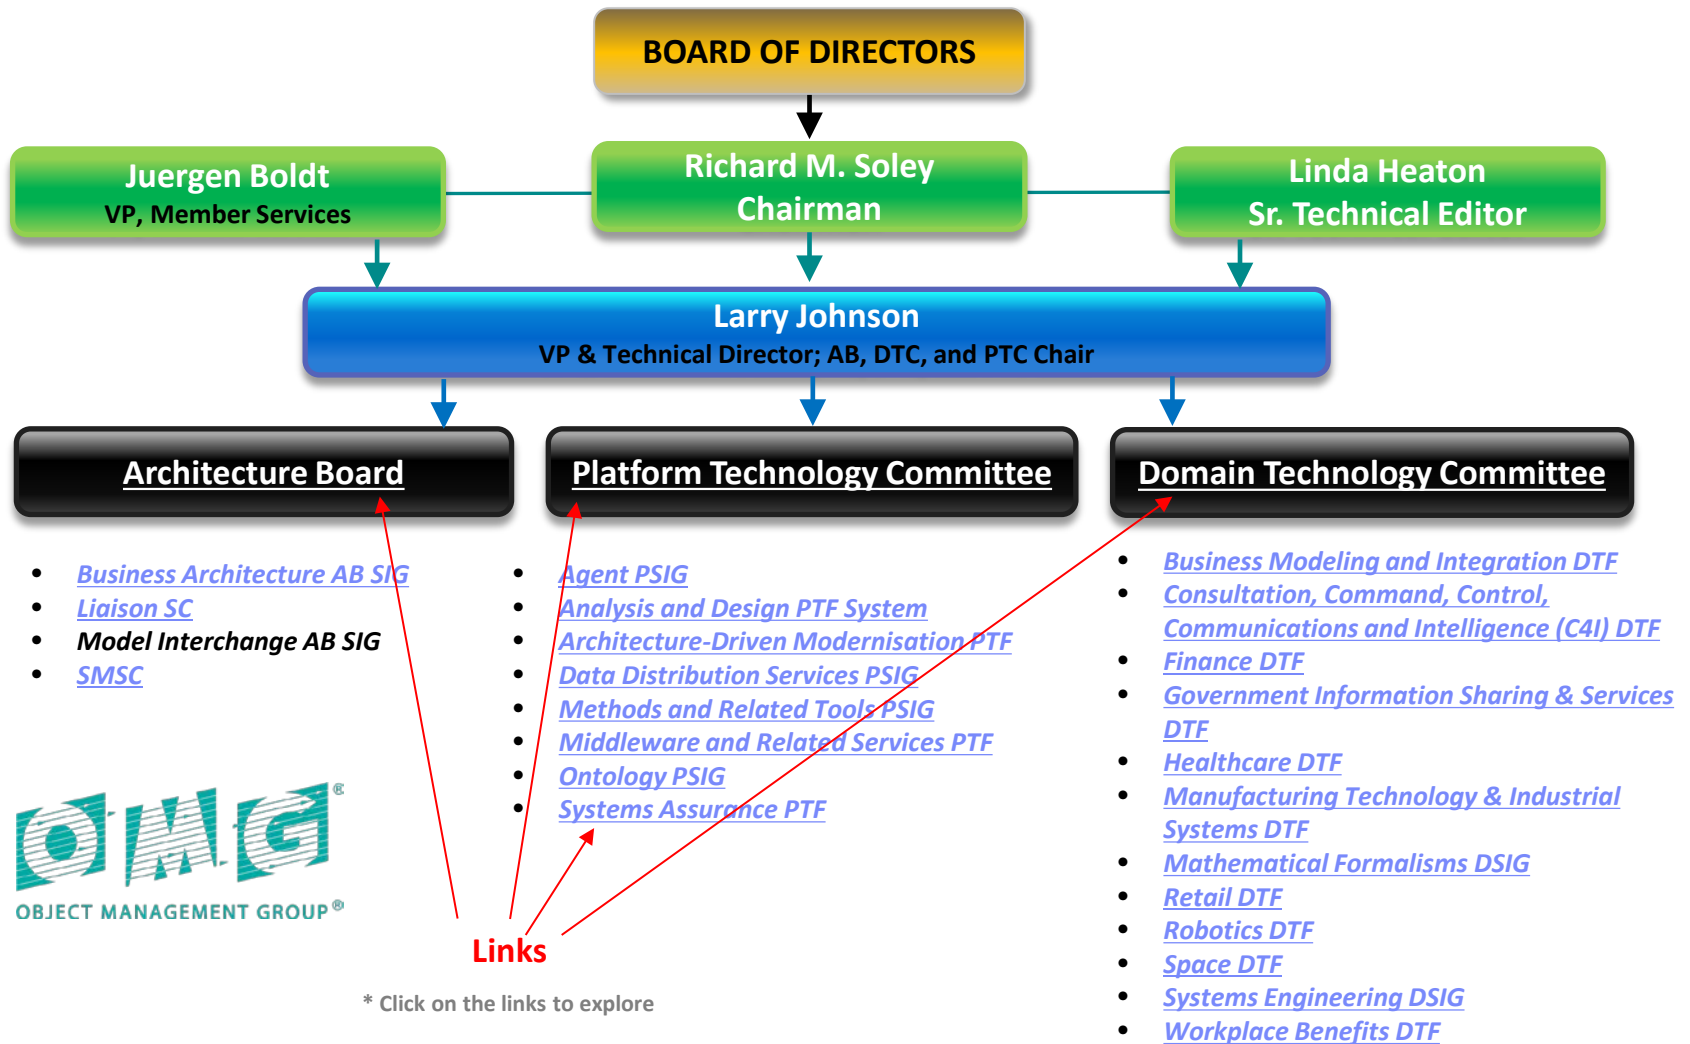 BOARD OF DIRECTORS
Juergen Boldt
VP, Member Services
Richard M. Soley
Chairman
Linda Heaton
Sr. Technical Editor
Larry Johnson
VP & Technical Director; AB, DTC, and PTC Chair
Architecture Board
Platform Technology Committee
Domain Technology Committee
• Business Architecture AB SIG
• Liaison SC
• Model Interchange AB SIG
• SMSC
• Agent PSIG
• Analysis and Design PTF System
• Architecture-Driven Modernisation PTF
• Data Distribution Services PSIG
• Methods and Related Tools PSIG
• Middleware and Related Services PTF
• Ontology PSIG
• Systems Assurance PTF
• Business Modeling and Integration DTF
• Consultation, Command, Control,
Communications and Intelligence (C4I) DTF
• Finance DTF
• Government Information Sharing & Services
DTF
• Healthcare DTF
• Manufacturing Technology & Industrial
Systems DTF
• Mathematical Formalisms DSIG
• Retail DTF
• Robotics DTF
• Space DTF
• Systems Engineering DSIG
• Workplace Benefits DTF
OMG®
OBJECT MANAGEMENT GROUP®
Links
* Click on the links to explore